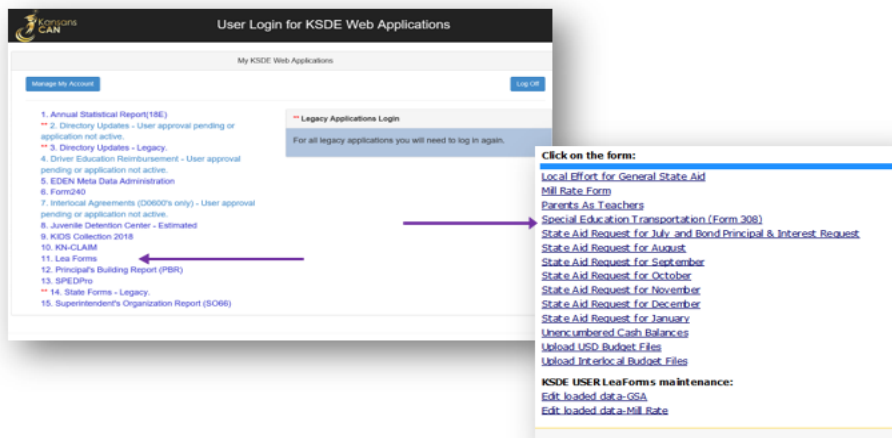 Kansans
CAN
User Login for KSDE Web Applications
My KSDE Web Applications
Manage My Account
Log Off
1. Annual Statistical Report(18E)
** 2. Directory Updates - User approval pending or
application not active.
** 3. Directory Updates - Legacy.
4. Driver Education Reimbursement - User approval
pending or application not active.
5. EDEN Meta Data Administration
6. Form240
7. Interlocal Agreements (D0600's only) - User approval
pending or application not active.
8. Juvenile Detention Center - Estimated
9. KIDS Collection 2018
10. KN-CLAIM
11. Lea Forms
12. Principal's Building Report (PBR)
13. SPEDPro
** 14. State Forms - Legacy.
15. Superintendent's Organization Report (SO66)
** Legacy Applications Login
For all legacy applications you will need to log in again.
Click on the form:
Local Effort for General State Aid
Mill Rate Form
Parents As Teachers
Special Education Transportation (Form 308)
State Aid Request for July and Bond Principal & Interest Request
State Aid Request for August
State Aid Request for September
State Aid Request for October
State Aid Request for November
State Aid Request for December
State Aid Request for January
Unencumbered Cash Balances
Upload USD Budget Files
Upload Interlocal Budget Files
KSDE USER LeaForms maintenance:
Edit loaded data-GSA
Edit loaded data-Mill Rate